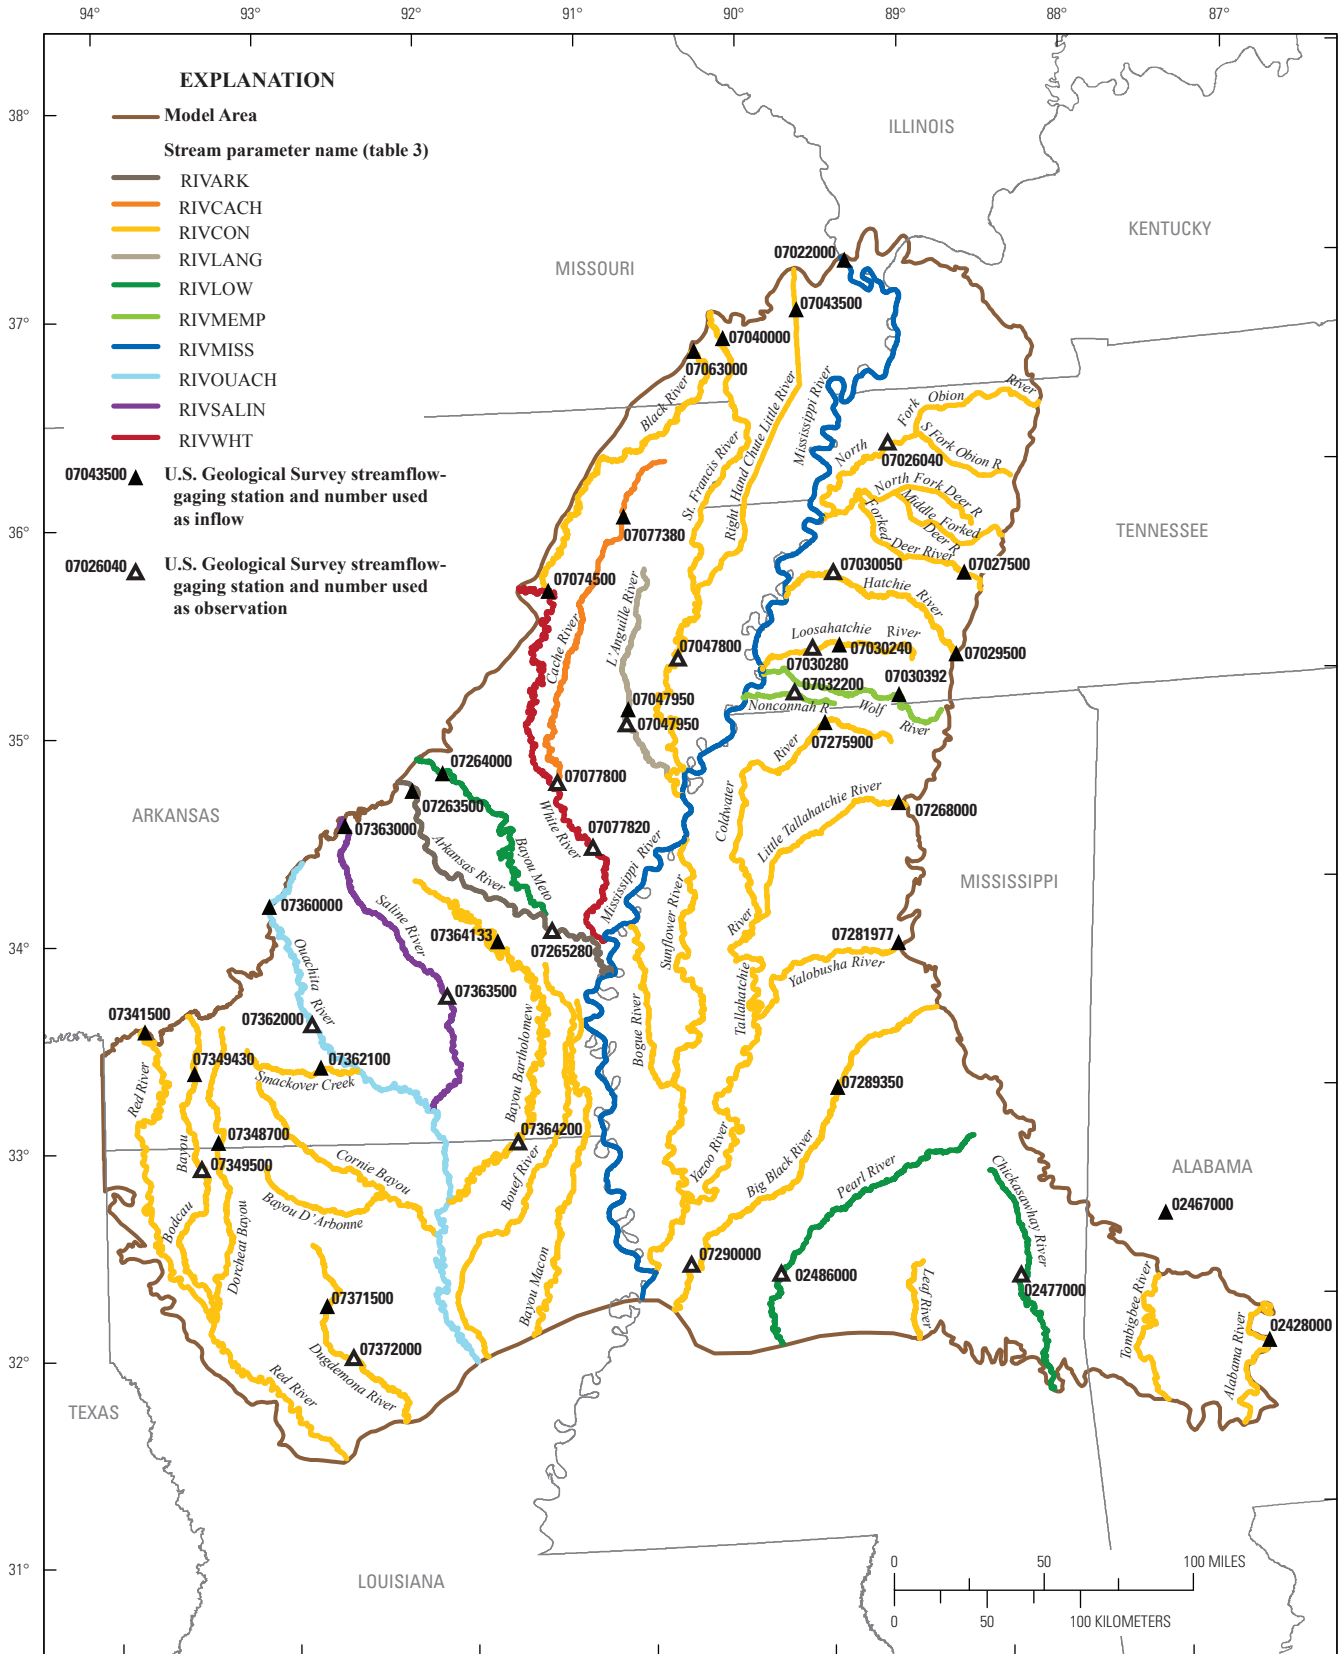 94°
93°
92°
91°
90°
89°
88°
87°
38°
37°
36°
35°
34°
33°
32°
31°
EXPLANATION
Model Area
Stream parameter name (table 3)
RIVARK
RIVCACH
RIVCON
RIVLANG
RIVLOW
RIVMEMP
RIVMISS
RIVOUACH
RIVSALIN
RIVWHT
07043500
U.S. Geological Survey streamflow-
gaging station and number used
as inflow
07026040
U.S. Geological Survey streamflow-
gaging station and number used
as observation
ILLINOIS
KENTUCKY
MISSOURI
TENNESSEE
ARKANSAS
MISSISSIPPI
ALABAMA
TEXAS
LOUISIANA
07022000
07043500
07040000
07063000
Black River
St. Francis River
Right Hand Chute Little River
Mississippi River
North Fork Obion River
07026040
S Fork Obion R
North Fork Deer R
Middle Forked
Deer R
Forked Deer River
07077380
07074500
07030050
07027500
Hatchie River
L'Anguille River
Cache River
Loosahatchie River
07047800
07030240
07029500
07030280
07030392
07032200
07047950
07047950
Nonconnah R
Wolf River
07275900
07264000
07263500
07077800
07363000
Coldwater River
Little Tallahatchie River
07268000
White River
07077820
Arkansas River
Bayou Meto
Mississippi River
07360000
Saline River
07364133
07265280
Sunflower River
07281977
Yalobusha River
Tallahatchie River
Ouachita River
07363500
07362000
07341500
07349430
07362100
Smackover Creek
Red River
Bayou Bartholomew
Bogue River
07289350
07348700
07364200
07349500
Cornie Bayou
Bayou D'Arbonne
Bouef River
Yazoo River
Big Black River
Pearl River
Chickasawhay River
Bayou Bodcau
Dorcheat Bayou
02467000
07290000
02486000
02477000
Bayou Macon
07371500
Leaf River
Tombigbee River
Alabama River
02428000
07372000
Dugdemona River
Red River
0
50
100 MILES
0
50
100 KILOMETERS